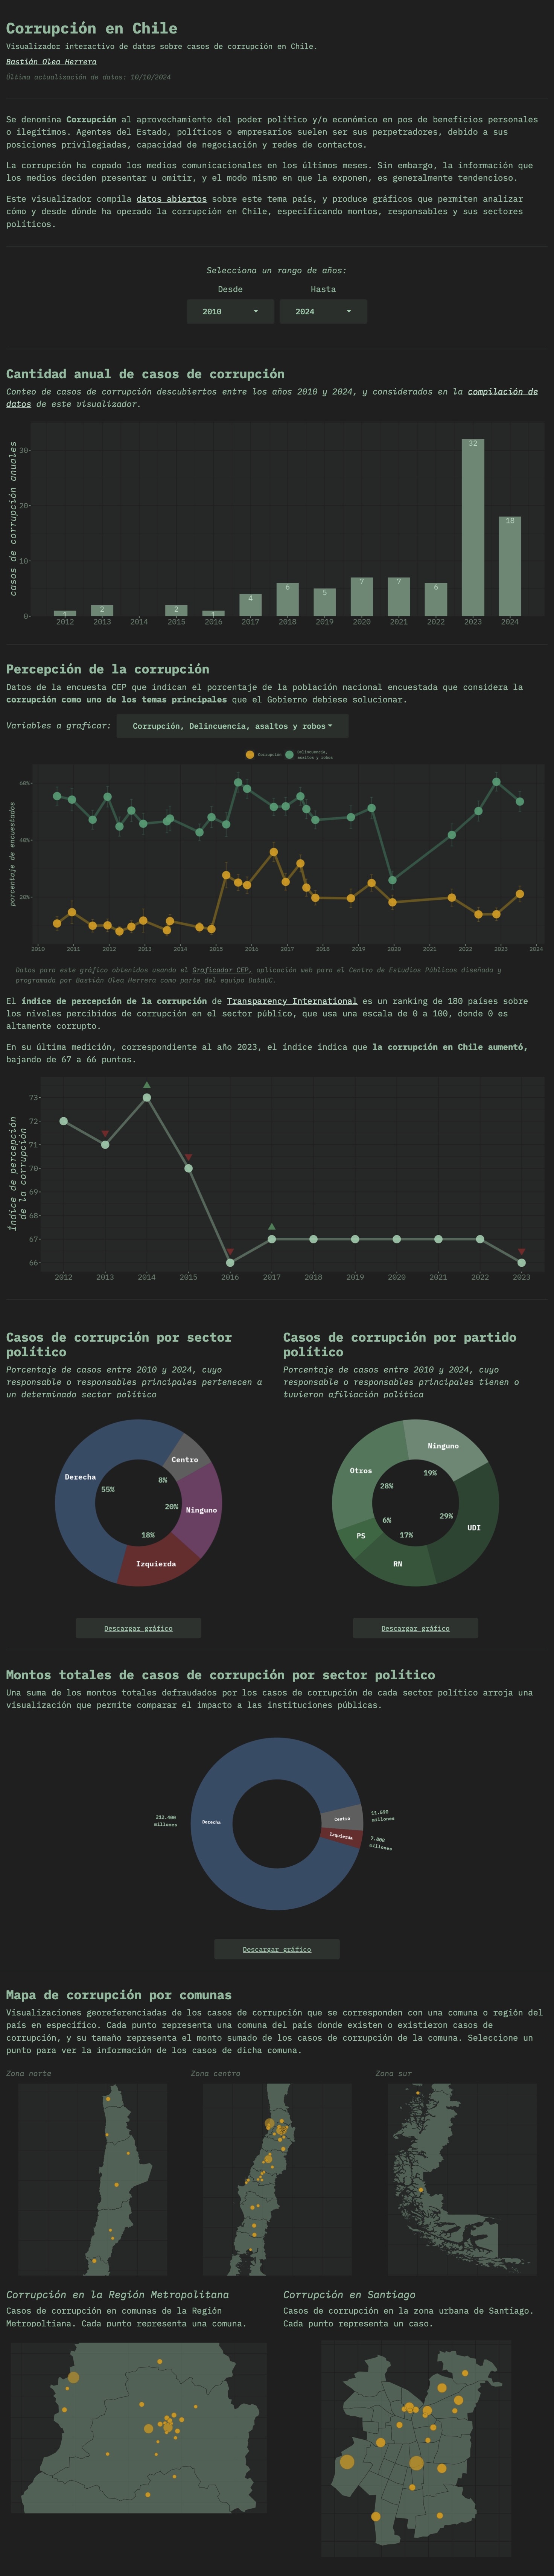 Corrupción en Chile
Visualizador interactivo de datos sobre casos de corrupción en Chile.
Bastián Olea Herrera
Última actualización de datos: 10/10/2024
Se denomina Corrupción al aprovechamiento del poder político y/o económico en pos de beneficios personales
o ilegítimos. Agentes del Estado, políticos o empresarios suelen ser sus perpetradores, debido a sus
posiciones privilegiadas, capacidad de negociación y redes de contactos.
La corrupción ha copado los medios comunicacionales en los últimos meses. Sin embargo, la información que
los medios deciden presentar u omitir, y el modo mismo en que la exponen, es generalmente tendencioso.
Este visualizador compila datos abiertos sobre este tema país, y produce gráficos que permiten analizar
cómo y desde dónde ha operado la corrupción en Chile, especificando montos, responsables y sus sectores
políticos.
Selecciona un rango de años:
Desde Hasta
2010 2024
Cantidad anual de casos de corrupción
Conteo de casos de corrupción descubiertos entre los años 2010 y 2024, y considerados en la compilación de
datos de este visualizador.
casos de corrupción anuales
30
20
10
0
1 2 2 1 4 6 5 7 7 6 32 18
2012 2013 2014 2015 2016 2017 2018 2019 2020 2021 2022 2023 2024
Percepción de la corrupción
Datos de la encuesta CEP que indican el porcentaje de la población nacional encuestada que considera la
corrupción como uno de los temas principales que el Gobierno debiese solucionar.
Variables a graficar: Corrupción, Delincuencia, asaltos y robos
Corrupción Delincuencia,
asaltos y robos
porcentaje de encuestados
60%
40%
20%
2010 2011 2012 2013 2014 2015 2016 2017 2018 2019 2020 2021 2022 2023 2024
Datos para este gráfico obtenidos usando el Graficador CEP, aplicación web para el Centro de Estudios Públicos diseñada y
programada por Bastián Olea Herrera como parte del equipo DataUC.
El índice de percepción de la corrupción de Transparency International es un ranking de 180 países sobre
los niveles percibidos de corrupción en el sector público, que usa una escala de 0 a 100, donde 0 es
altamente corrupto.
En su última medición, correspondiente al año 2023, el índice indica que la corrupción en Chile aumentó,
bajando de 67 a 66 puntos.
Índice de percepción
de la corrupción
73
72
71
70
69
68
67
66
2012 2013 2014 2015 2016 2017 2018 2019 2020 2021 2022 2023
Casos de corrupción por sector
político
Porcentaje de casos entre 2010 y 2024, cuyo
responsable o responsables principales pertenecen a
un determinado sector político
Derecha
55%
Centro
8%
20%
Ninguno
18%
Izquierda
Descargar gráfico
Casos de corrupción por partido
político
Porcentaje de casos entre 2010 y 2024, cuyo
responsable o responsables principales tienen o
tuvieron afiliación política
Ninguno
19%
Otros
28%
29%
UDI
6%
PS
17%
RN
Descargar gráfico
Montos totales de casos de corrupción por sector político
Una suma de los montos totales defraudados por los casos de corrupción de cada sector político arroja una
visualización que permite comparar el impacto a las instituciones públicas.
212.400
millones
Derecha
Centro
millones
Izquierda
millones
Descargar gráfico
Mapa de corrupción por comunas
Visualizaciones georeferenciadas de los casos de corrupción que se corresponden con una comuna o región del
país en específico. Cada punto representa una comuna del país donde existen o existieron casos de
corrupción, y su tamaño representa el monto sumado de los casos de corrupción de la comuna. Seleccione un
punto para ver la información de los casos de dicha comuna.
Zona norte Zona centro Zona sur
Corrupción en la Región Metropolitana
Casos de corrupción en comunas de la Región
Metropoltiana. Cada punto representa una comuna.
Corrupción en Santiago
Casos de corrupción en la zona urbana de Santiago.
Cada punto representa un caso.